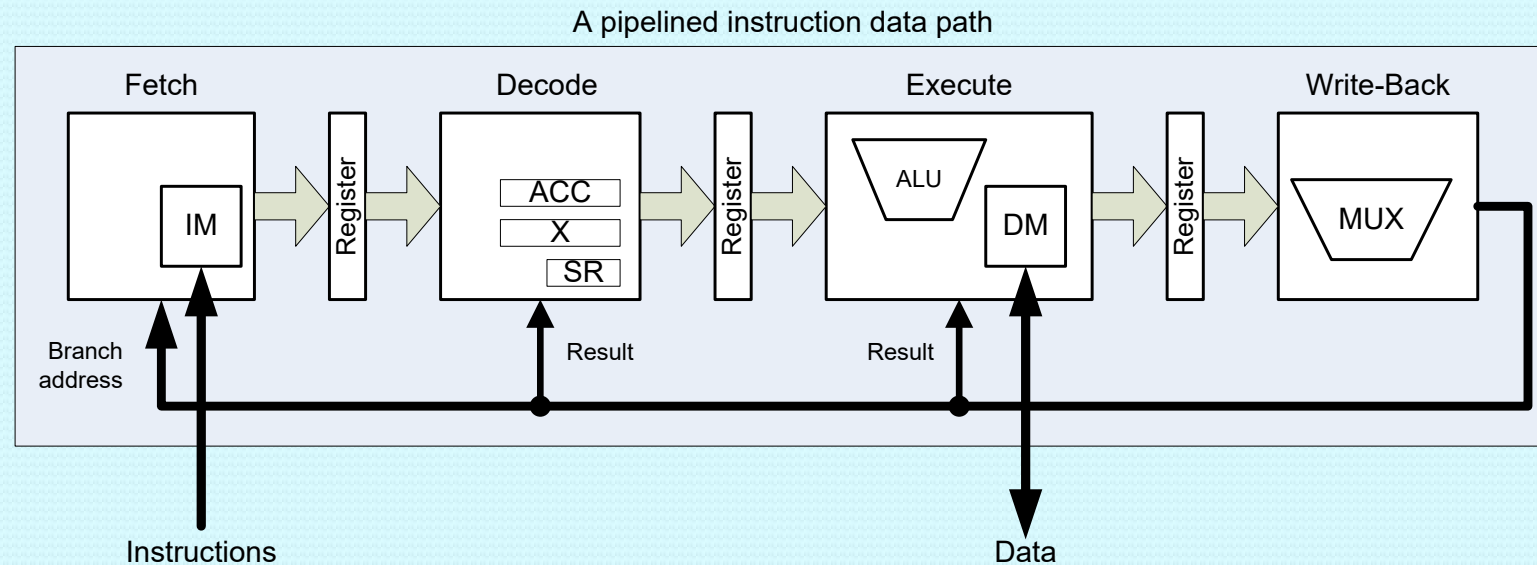 A pipelined instruction data path
Fetch
Decode
Execute
Write-Back
IM
Register
ACC
X
SR
Register
ALU
DM
Register
MUX
Branch
address
Result
Result
Instructions
Data